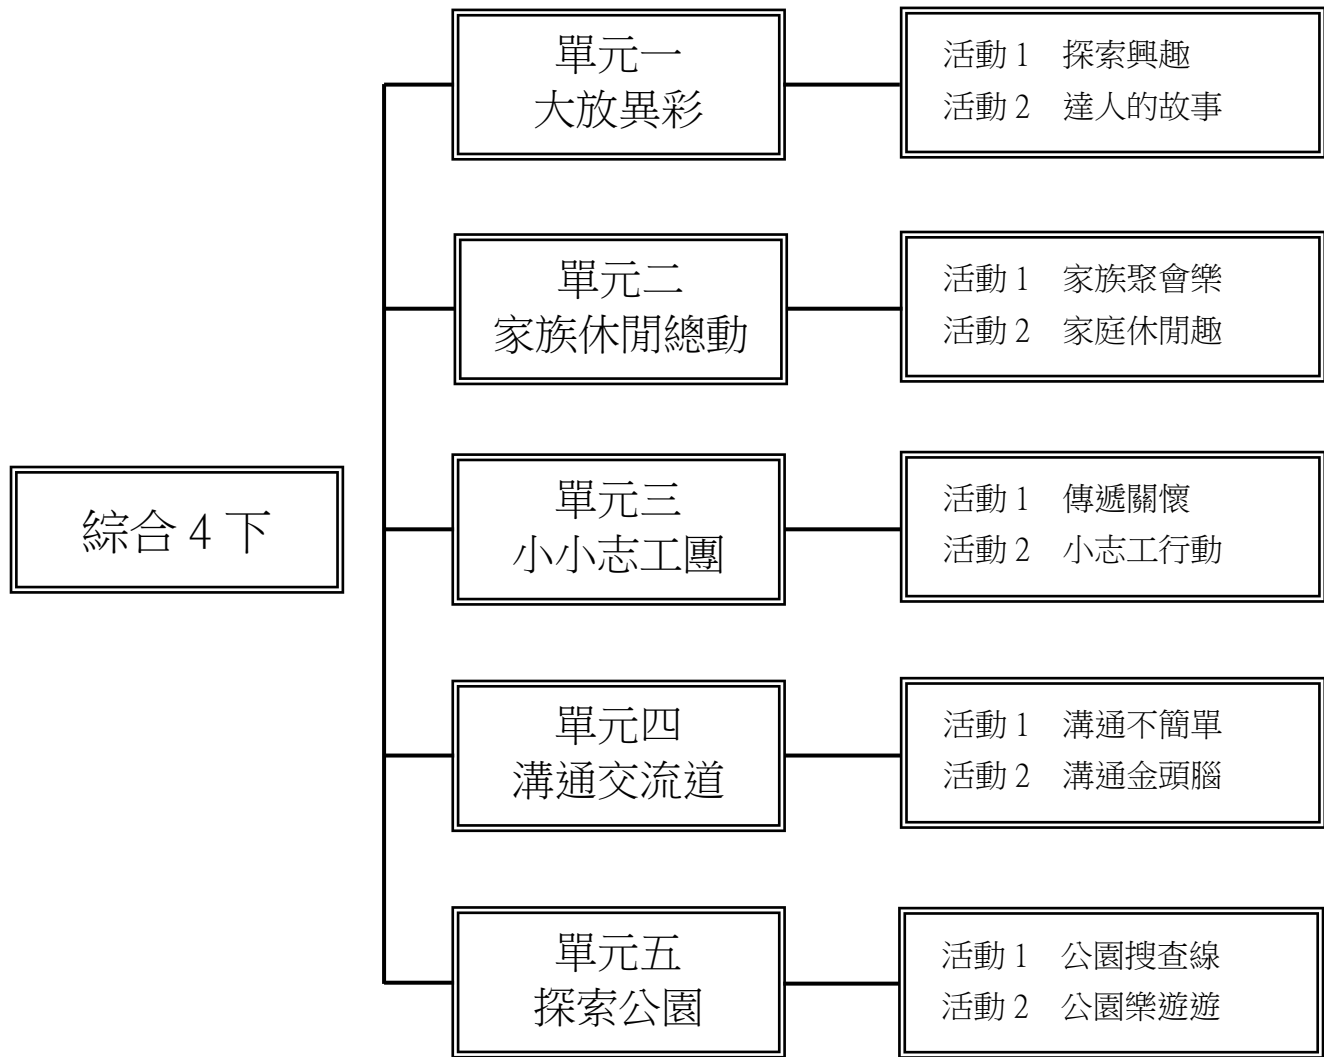 綜合 4 下
單元一
大放異彩
活動 1　探索興趣
活動 2　達人的故事
單元二
家族休閒總動
活動 1　家族聚會樂
活動 2　家庭休閒趣
單元三
小小志工團
活動 1　傳遞關懷
活動 2　小志工行動
單元四
溝通交流道
活動 1　溝通不簡單
活動 2　溝通金頭腦
單元五
探索公園
活動 1　公園搜查線
活動 2　公園樂遊遊